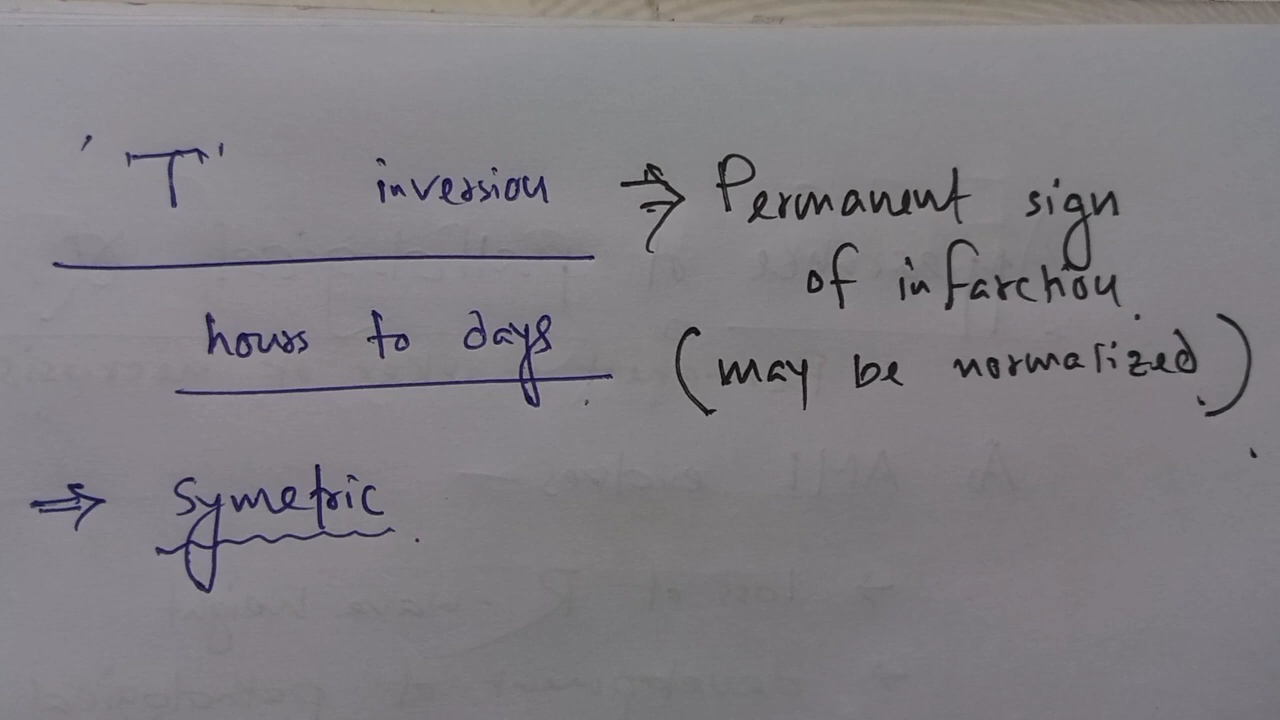 'T' inversion ⇒ Permanent sign
of infarction.
hours to days. (may be normalized.)
⇒ Symetric.